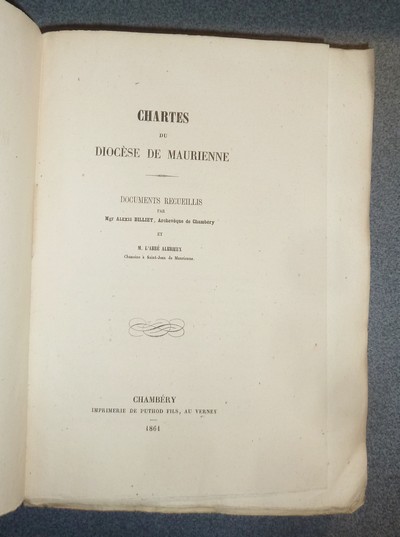 CHARTES
DU
DIOCÈSE DE MAURIENNE
DOCUMENTS RECUEILLIS
PAR
Mgr ALEXIS BILLIET, Archevêque de Chambéry
ET
M. L'ABBÉ ALBRIEUX
Chanoine à Saint-Jean de Maurienne.
CHAMBÉRY
IMPRIMERIE DE PUTHOD FILS, AU VERNEY
1861